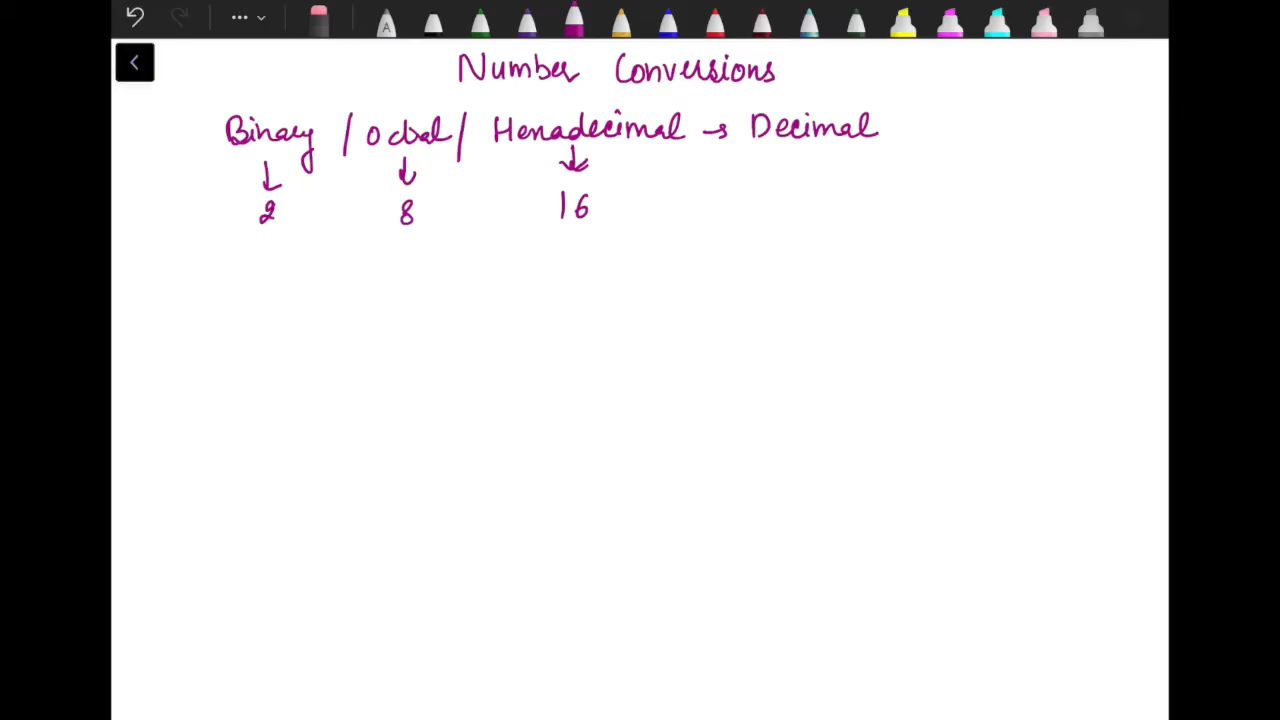 Number Conversions
Binary / Octal / Hexadecimal → Decimal
↓ ↓ ↓
2 8 16